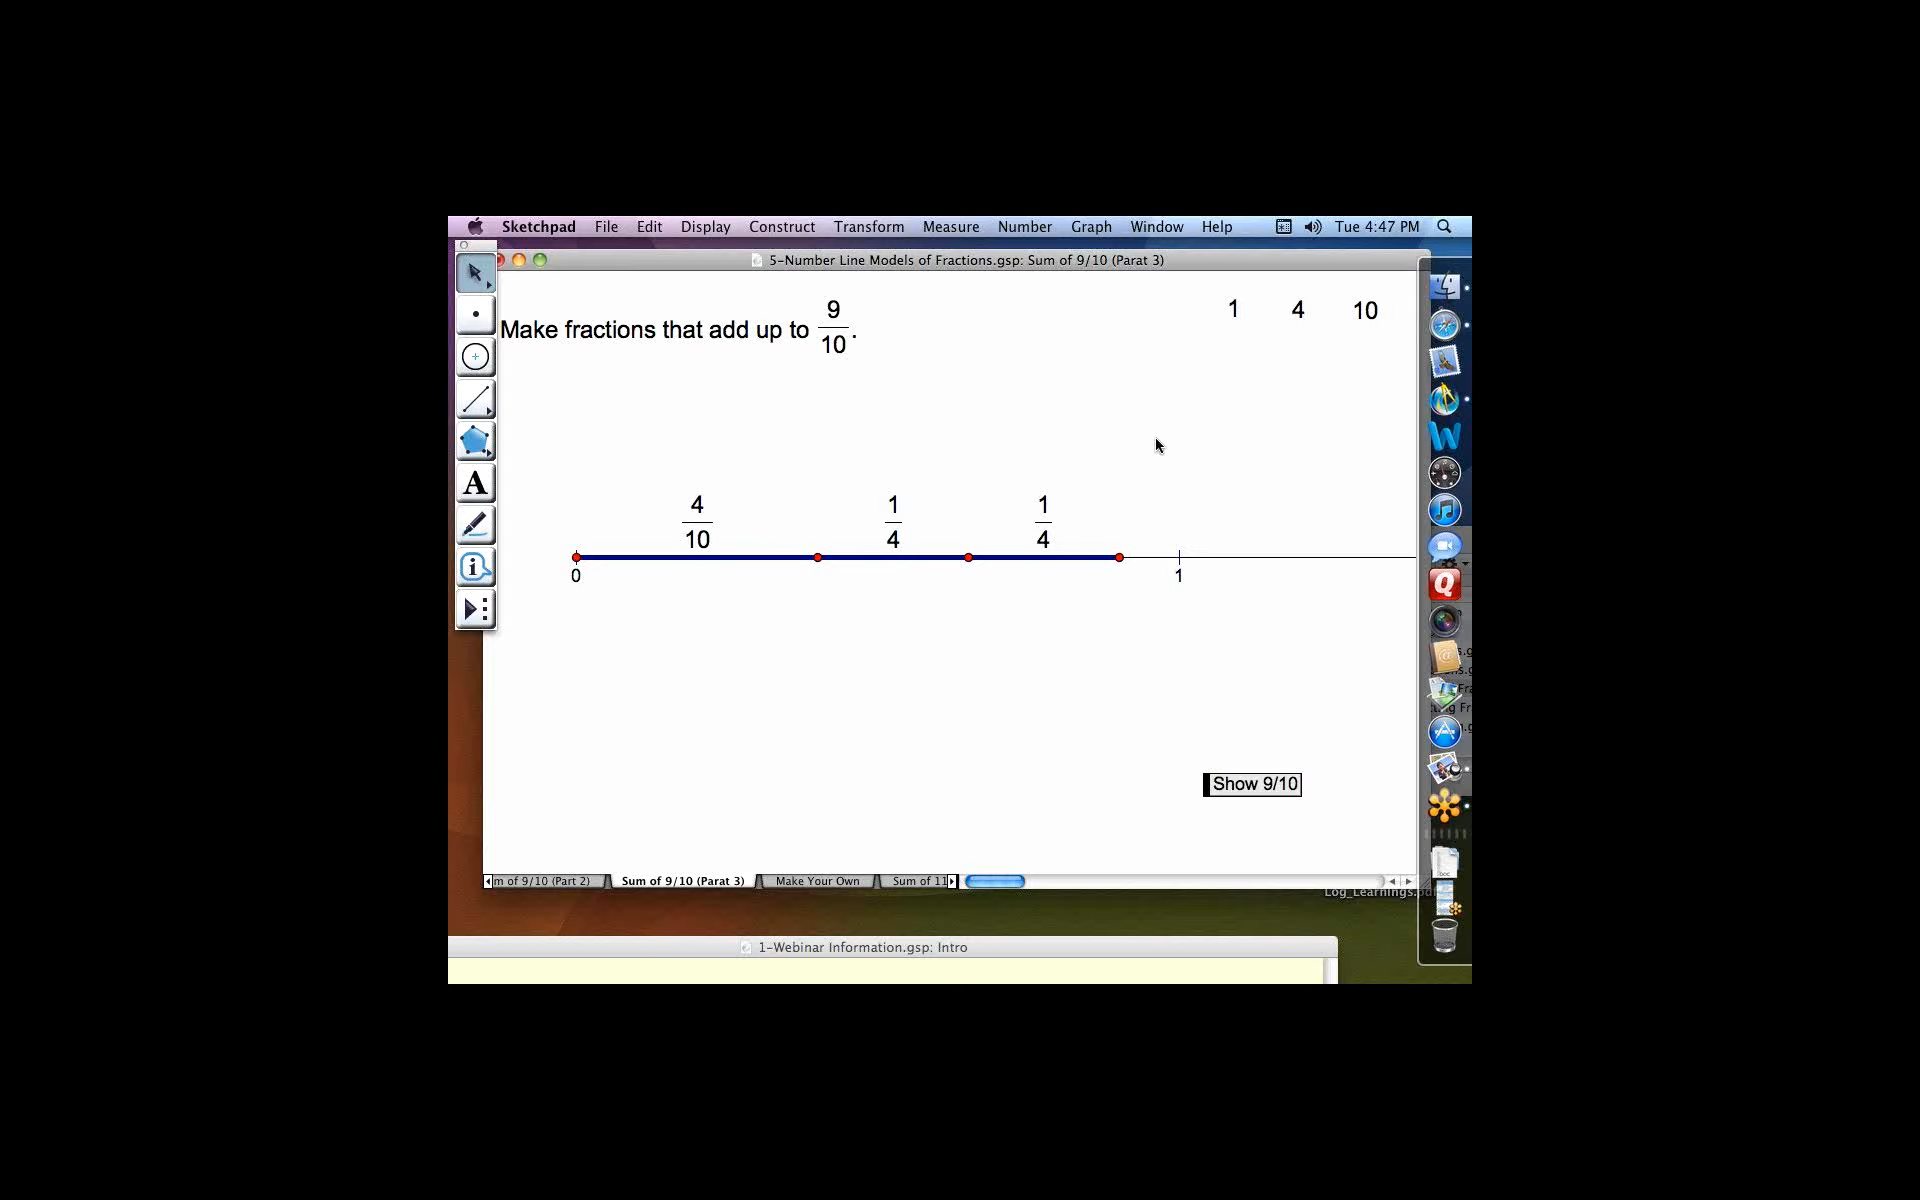 Sketchpad File Edit Display Construct Transform Measure Number Graph Window Help Tue 4:47 PM
5-Number Line Models of Fractions.gsp: Sum of 9/10 (Parat 3)
1 4 10
Make fractions that add up to 9/10.
4/10 1/4 1/4
0 1
A
W
Q
Show 9/10
m of 9/10 (Part 2) Sum of 9/10 (Parat 3) Make Your Own Sum of 11
Log_Learnings.
1-Webinar Information.gsp: Intro